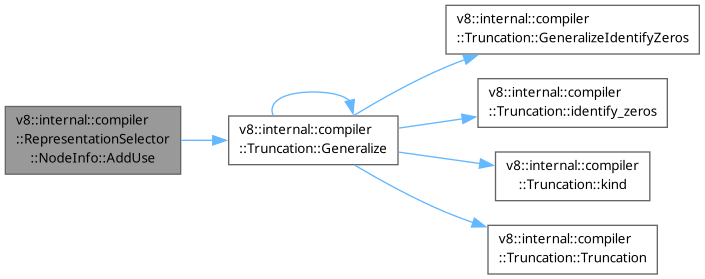 v8::internal::compiler
::RepresentationSelector
::NodeInfo::AddUse
v8::internal::compiler
::Truncation::Generalize
v8::internal::compiler
::Truncation::GeneralizeIdentifyZeros
v8::internal::compiler
::Truncation::identify_zeros
v8::internal::compiler
::Truncation::kind
v8::internal::compiler
::Truncation::Truncation